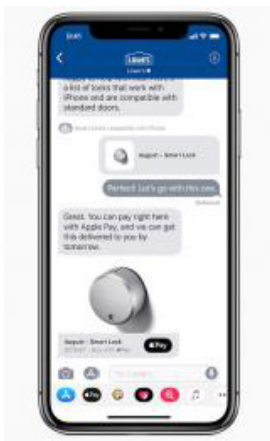 LOWE'S
a list of locks that work with
iPhone and are compatible with
standard doors.
August - Smart Lock
Perfect! Let's go with this one.
Delivered
Great. You can pay right here
with Apple Pay, and we can get
this delivered to you by
tomorrow.
August - Smart Lock
Pay
Pay